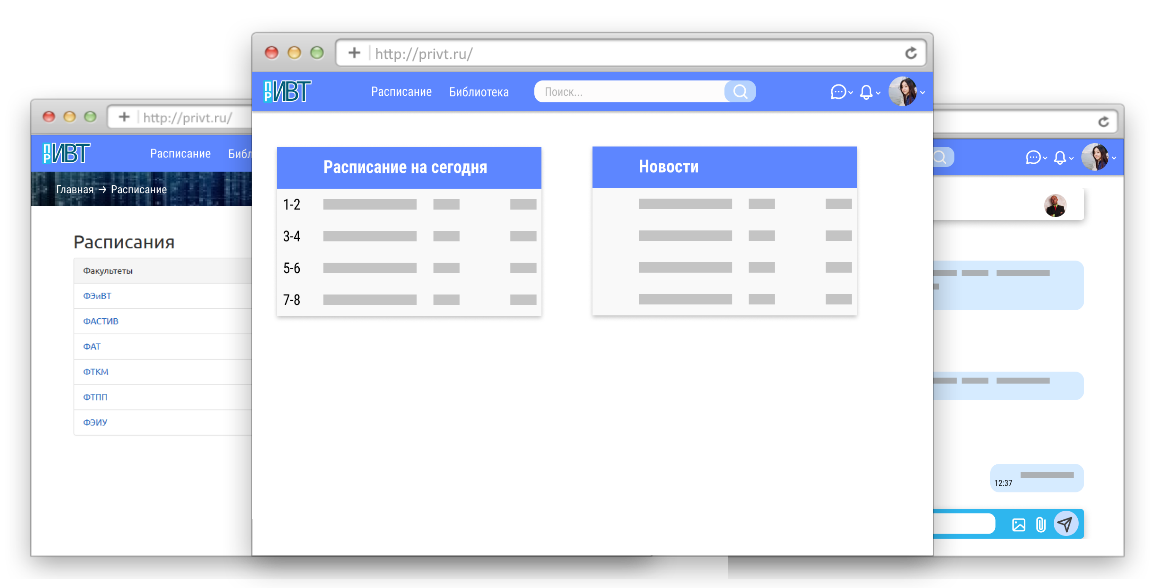 http://privt.ru/
прИВТ
Расписание Библиотека Поиск...
Расписание на сегодня
1-2
3-4
5-6
7-8
Новости
http://privt.ru/
прИВТ
Расписание Библ
Главная → Расписание
Расписания
Факультеты
ФЭиВТ
ФАСТИВ
ФАТ
ФТКМ
ФТПП
ФЭИУ
12:37